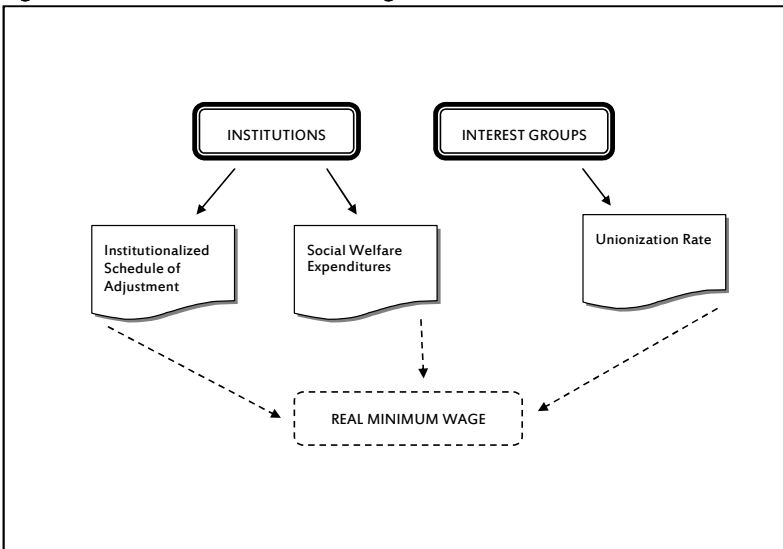 INSTITUTIONS
INTEREST GROUPS
Institutionalized
Schedule of
Adjustment
Social Welfare
Expenditures
Unionization Rate
REAL MINIMUM WAGE